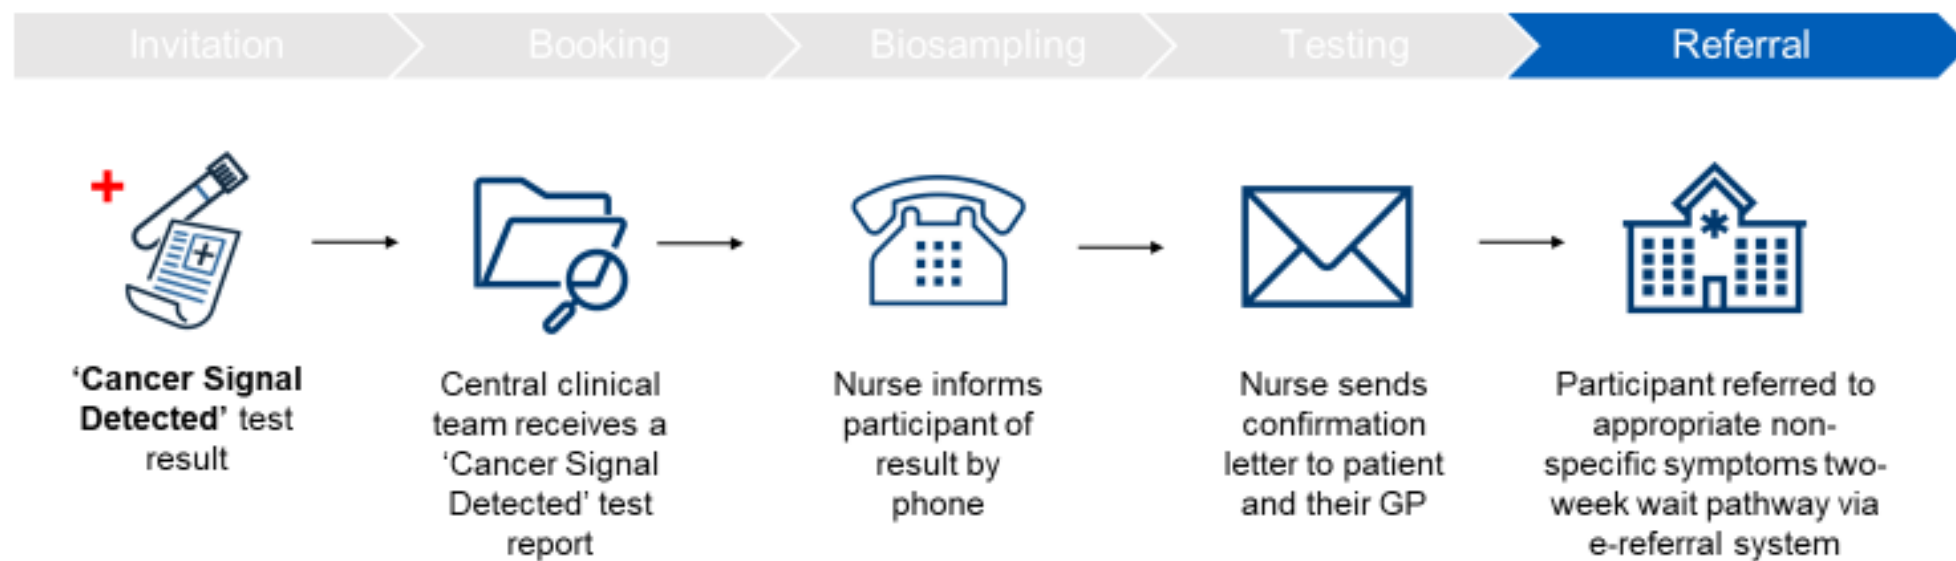 Invitation
Booking
Biosampling
Testing
Referral
‘Cancer Signal
Detected’ test
result
Central clinical
team receives a
‘Cancer Signal
Detected’ test
report
Nurse informs
participant of
result by
phone
Nurse sends
confirmation
letter to patient
and their GP
Participant referred to
appropriate non-
specific symptoms two-
week wait pathway via
e-referral system